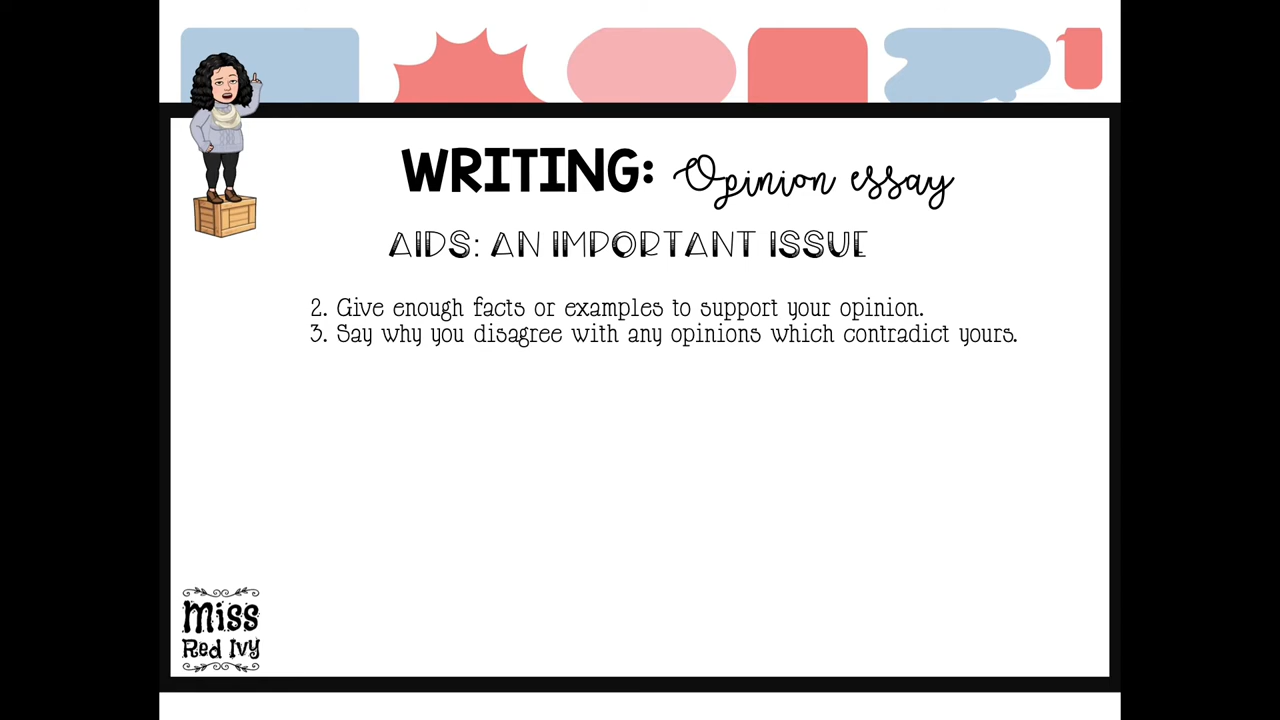 WRITING: Opinion essay
AIDS: AN IMPORTANT ISSUE
2. Give enough facts or examples to support your opinion.
3. Say why you disagree with any opinions which contradict yours.
Miss
Red Ivy